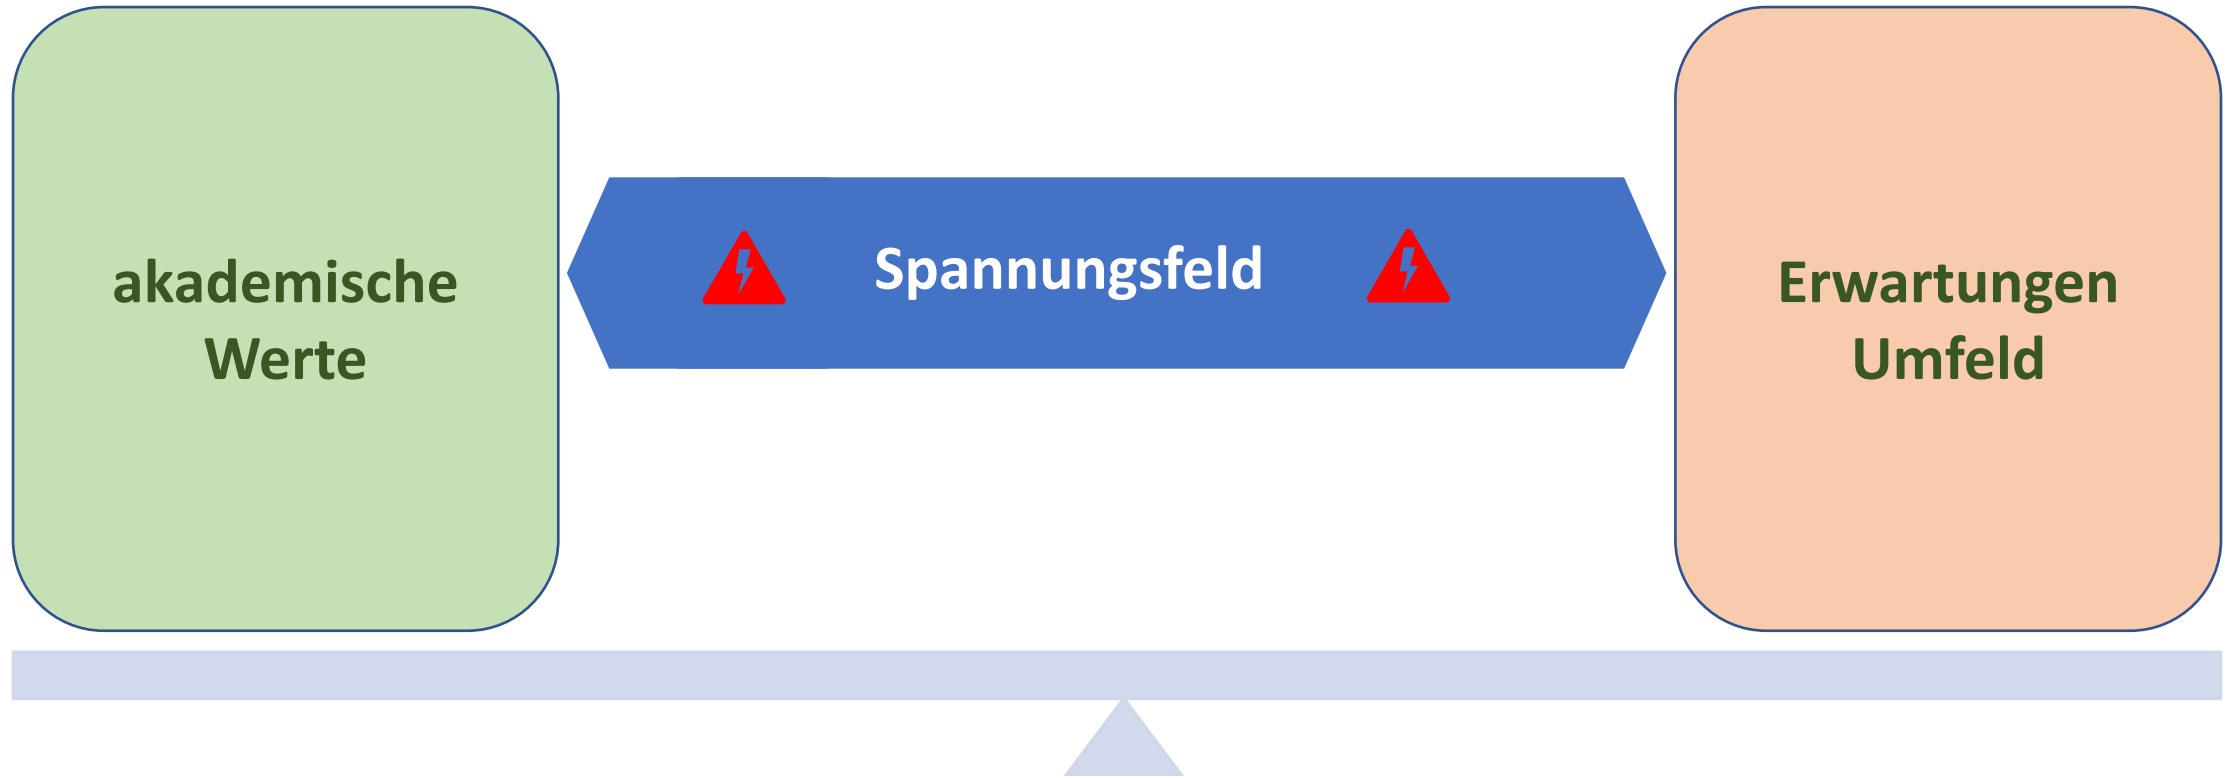 akademische
Werte
Spannungsfeld
Erwartungen
Umfeld